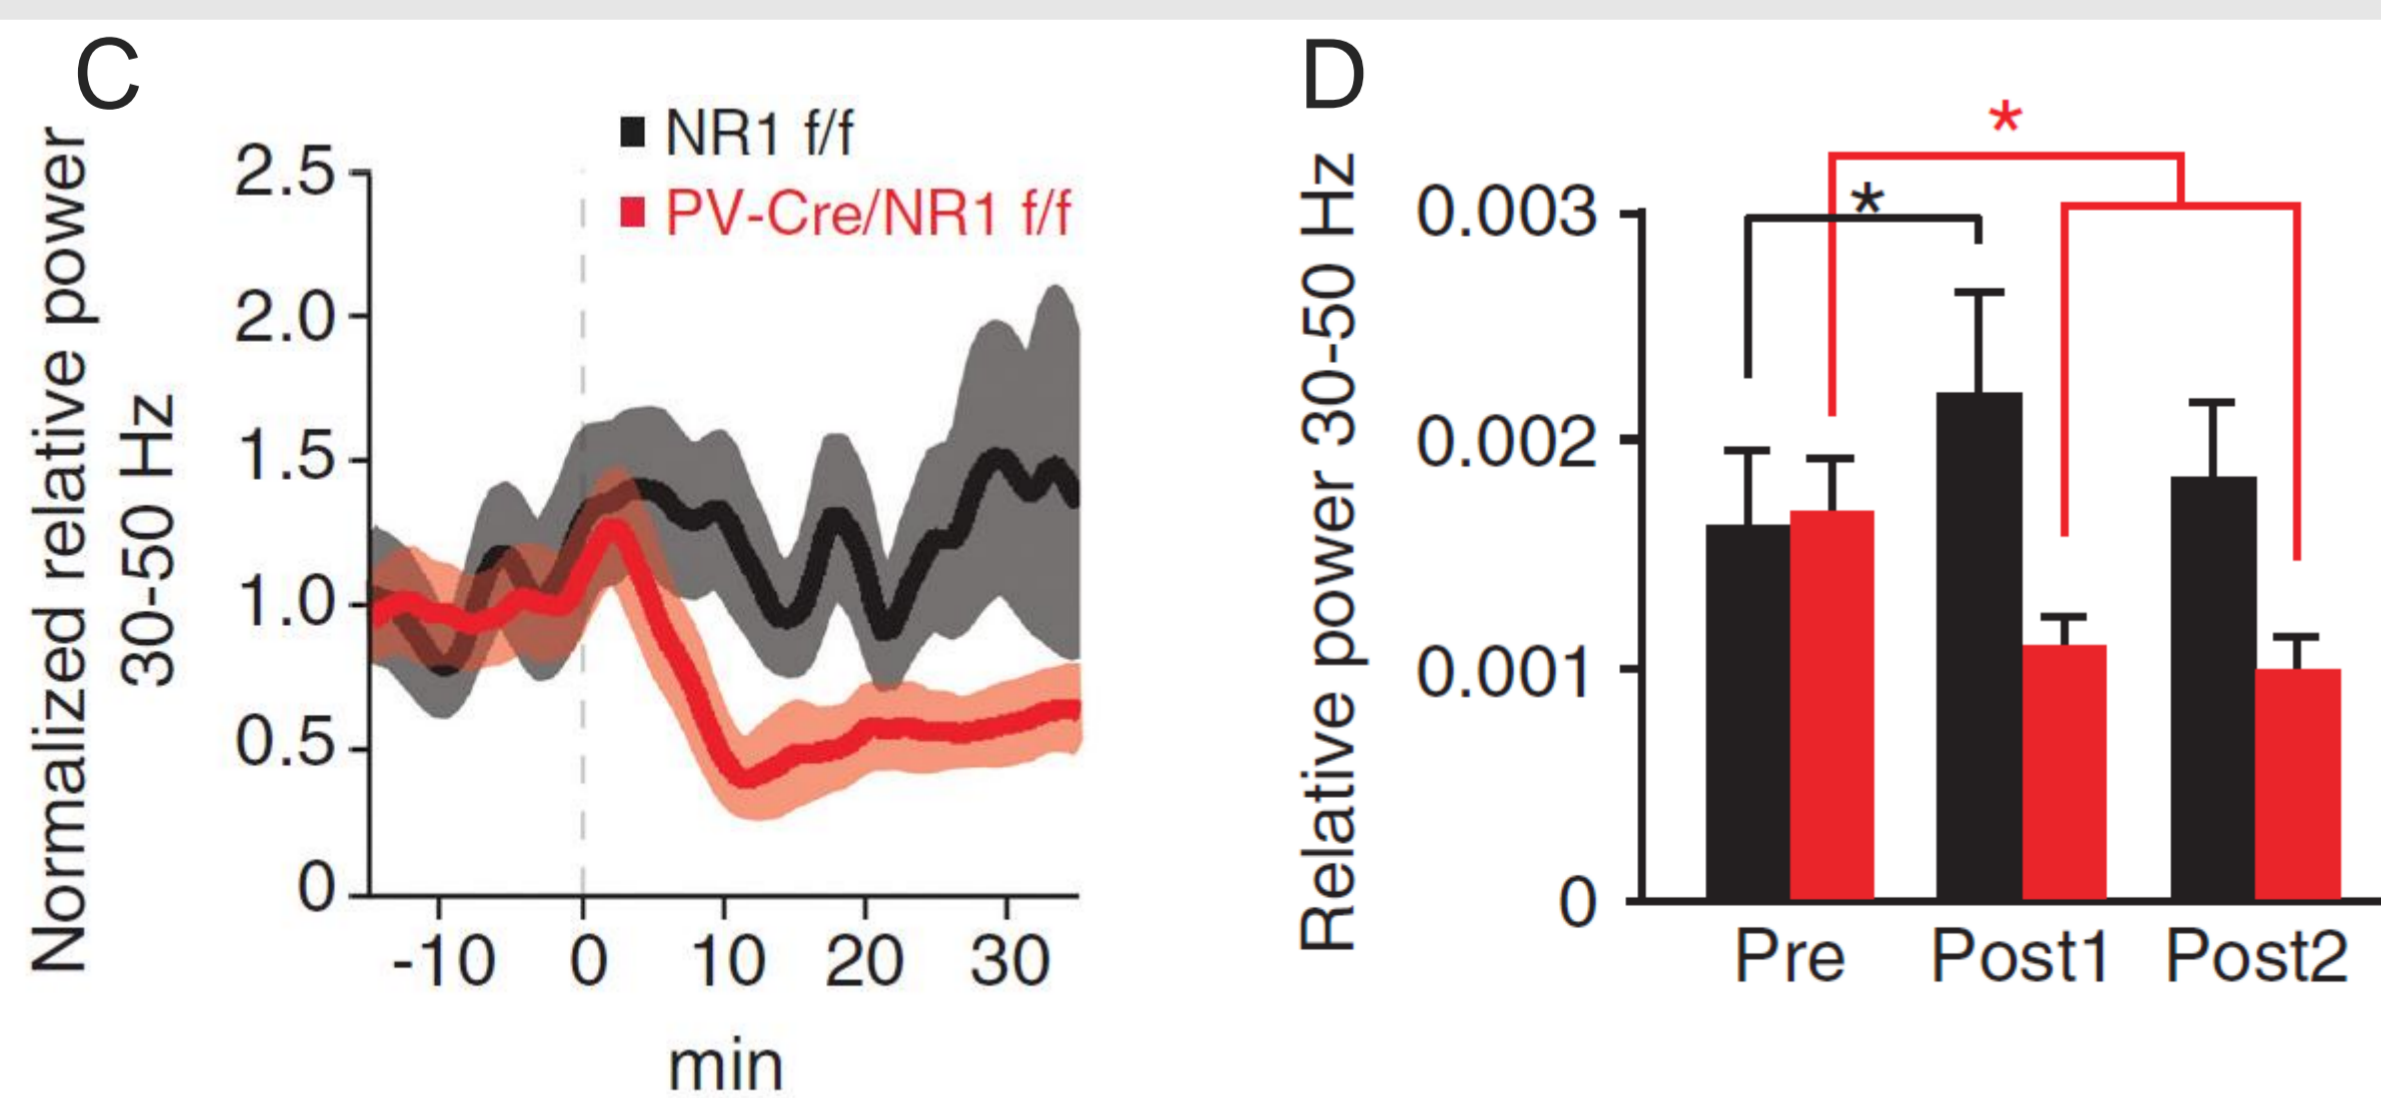 C
NR1 f/f
PV-Cre/NR1 f/f
Normalized relative power
30-50 Hz
2.5
2.0
1.5
1.0
0.5
0
-10 0 10 20 30
min
D
*
*
Relative power 30-50 Hz
0.003
0.002
0.001
0
Pre Post1 Post2